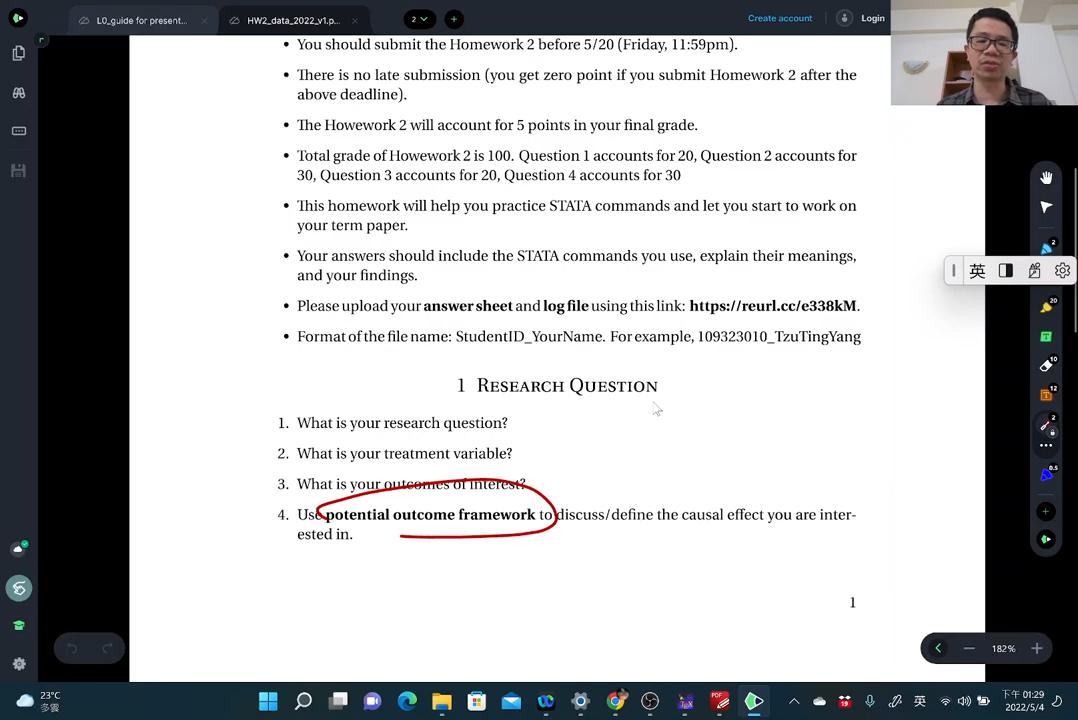 L0_guide for present...
HW2_data_2022_v1.p...
2
Create account
Login
• You should submit the Homework 2 before 5/20 (Friday, 11:59pm).
• There is no late submission (you get zero point if you submit Homework 2 after the
above deadline).
• The Howework 2 will account for 5 points in your final grade.
• Total grade of Howework 2 is 100. Question 1 accounts for 20, Question 2 accounts for
30, Question 3 accounts for 20, Question 4 accounts for 30
• This homework will help you practice STATA commands and let you start to work on
your term paper.
• Your answers should include the STATA commands you use, explain their meanings,
and your findings.
• Please upload your answer sheet and log file using this link: https://reurl.cc/e338kM.
• Format of the file name: StudentID_YourName. For example, 109323010_TzuTingYang
1 Research Question
1. What is your research question?
2. What is your treatment variable?
3. What is your outcomes of interest?
4. Use potential outcome framework to discuss/define the causal effect you are inter-
ested in.
1
2
英
20
10
12
2
0.5
182%
23°C
多雲
英
下午 01:29
2022/5/4